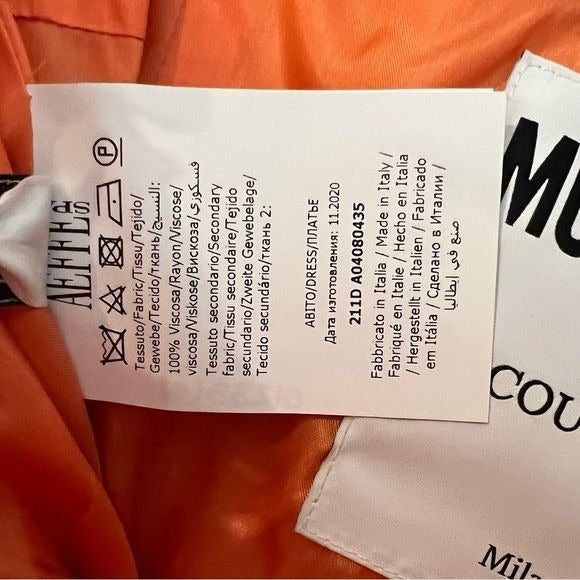 AEFFE SPA
P
Tessuto/Fabric/Tissu/Tejido/
Gewebe/Tecido/ткань/النسيج:
100% Viscosa/Rayon/Viscose/
viscosa/Viskose/Вискоза/فسكوزي
Tessuto secondario/Secondary
fabric/Tissu secondaire/Tejido
secundario/Zweite Gewebelage/
Tecido secundário/ткань 2:
ABITO/DRESS/ПЛАТЬЕ
Дата изготовления: 11.2020
211D A04080435
Fabbricato in Italia / Made in Italy /
Fabriqué en Italie / Hecho en Italia
/ Hergestellt in Italien / Fabricado
em Itália / Сделано в Италии /
صنع في إيطاليا
MO
COU
Mila